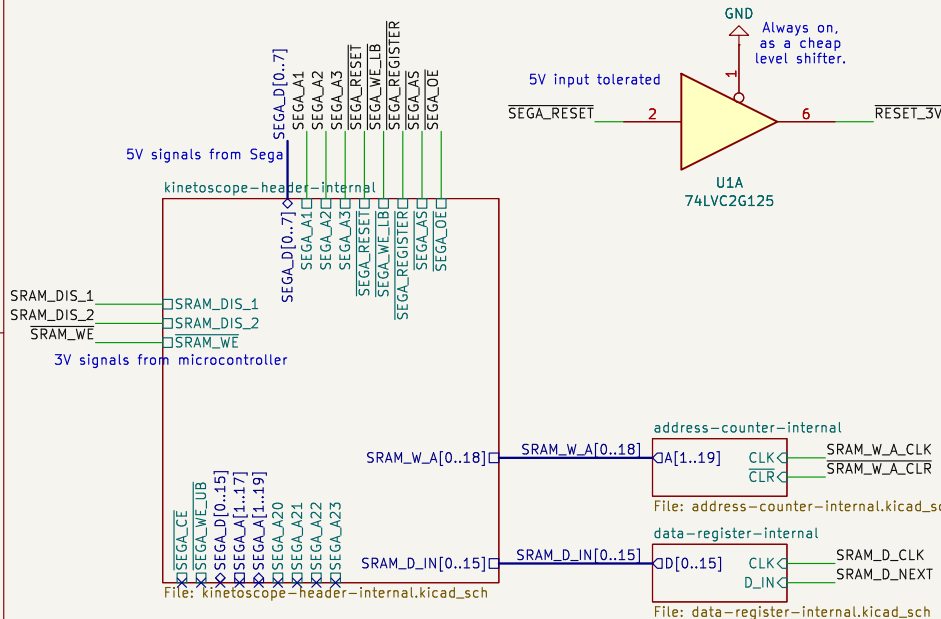 GND
Always on,
as a cheap
level shifter.
1
5V input tolerated
SEGA_RESET
2
6
U1A
74LVC2G125
SEGA_D[0..7]
SEGA_A1
SEGA_A2
SEGA_A3
SEGA_RESET
SEGA_WE_LB
SEGA_REGISTER
SEGA_AS
SEGA_OE
5V signals from Sega
kinetoscope-header-internal
SEGA_D[0..7]
SEGA_A1
SEGA_A2
SEGA_A3
SEGA_RESET
SEGA_WE_LB
SEGA_REGISTER
SEGA_AS
SEGA_OE
SRAM_DIS_1
SRAM_DIS_2
SRAM_WE
SRAM_DIS_1
SRAM_DIS_2
SRAM_WE
3V signals from microcontroller
SRAM_W_A[0..18]
SRAM_D_IN[0..15]
SEGA_CE
SEGA_WE_UB
SEGA_D[0..15]
SEGA_A[1..17]
SEGA_A[1..19]
SEGA_A20
SEGA_A21
SEGA_A22
SEGA_A23
File: kinetoscope-header-internal.kicad_sch
SRAM_W_A[0..18]
SRAM_D_IN[0..15]
address-counter-internal
A[1..19]
CLK
CLR
SRAM_W_A_CLK
SRAM_W_A_CLR
File: address-counter-internal.kicad_sc
data-register-internal
D[0..15]
CLK
D_IN
SRAM_D_CLK
SRAM_D_NEXT
File: data-register-internal.kicad_sch